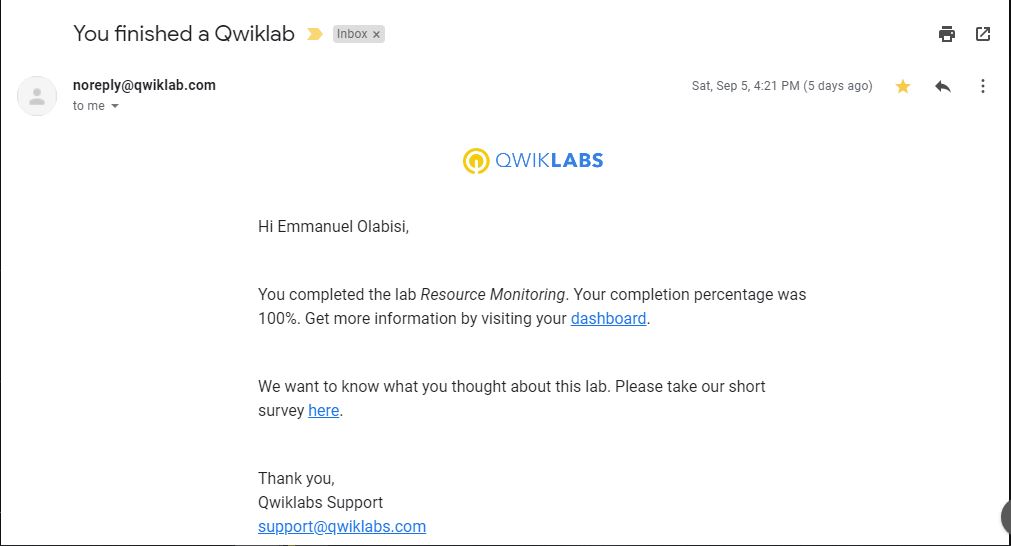 You finished a Qwiklab Inbox x
noreply@qwiklab.com Sat, Sep 5, 4:21 PM (5 days ago)
to me
QWIKLABS
Hi Emmanuel Olabisi,
You completed the lab Resource Monitoring. Your completion percentage was
100%. Get more information by visiting your dashboard.
We want to know what you thought about this lab. Please take our short
survey here.
Thank you,
Qwiklabs Support
support@qwiklabs.com